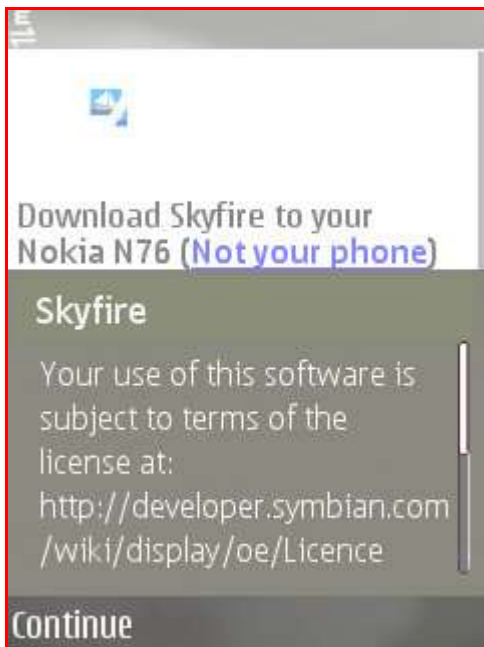 Download Skyfire to your
Nokia N76 (Not your phone)
Skyfire
Your use of this software is
subject to terms of the
license at:
http://developer.symbian.com
/wiki/display/oe/Licence
Continue